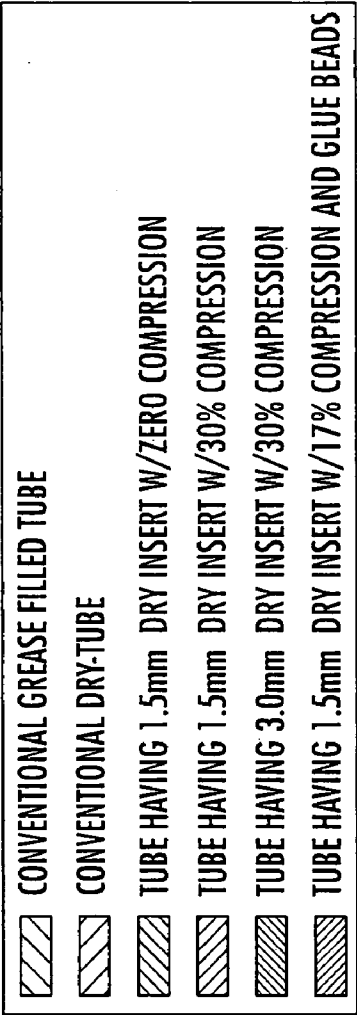 CONVENTIONAL GREASE FILLED TUBE
CONVENTIONAL DRY-TUBE
TUBE HAVING 1.5mm DRY INSERT W/ZERO COMPRESSION
TUBE HAVING 1.5mm DRY INSERT W/30% COMPRESSION
TUBE HAVING 3.0mm DRY INSERT W/30% COMPRESSION
TUBE HAVING 1.5mm DRY INSERT W/17% COMPRESSION AND GLUE BEADS